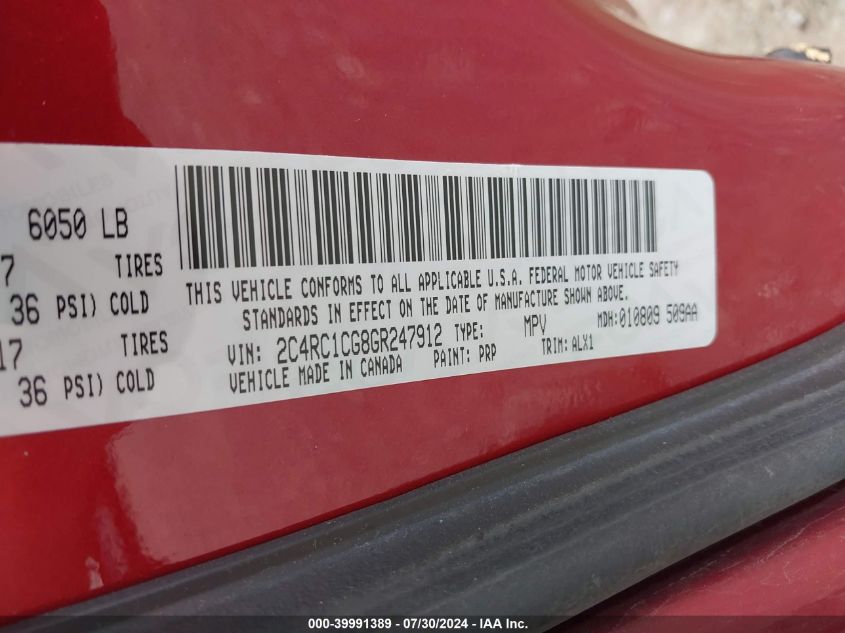 6050 LB
7 TIRES
36 PSI) COLD
17 TIRES
36 PSI) COLD
THIS VEHICLE CONFORMS TO ALL APPLICABLE U.S.A. FEDERAL MOTOR VEHICLE SAFETY
STANDARDS IN EFFECT ON THE DATE OF MANUFACTURE SHOWN ABOVE.
VIN: 2C4RC1CG8GR247912 TYPE: MPV MDH:010809 509AA
VEHICLE MADE IN CANADA PAINT: PRP TRIM: ALX1
000-39991389 | 07/30/2024 - IAA Inc.